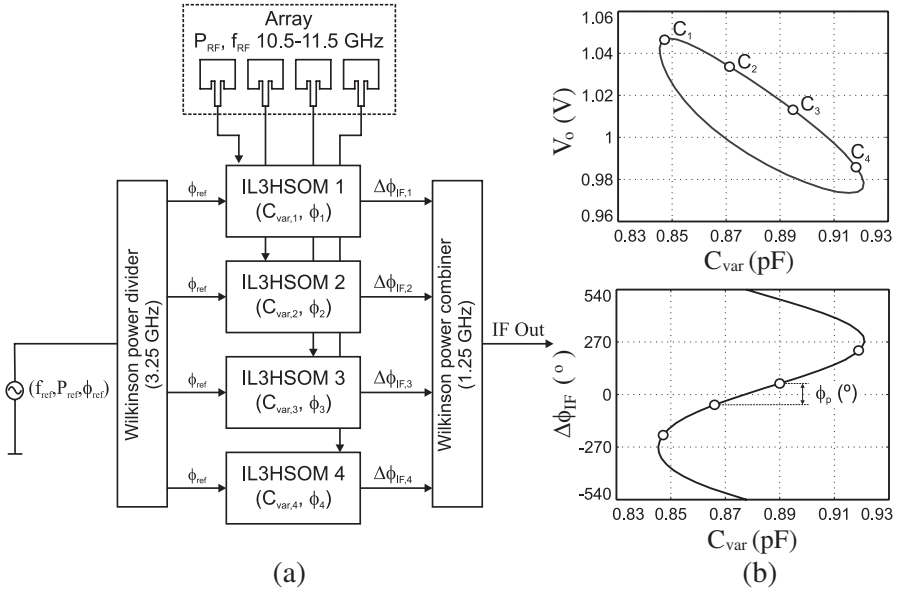 Array
P_RF, f_RF 10.5-11.5 GHz
Wilkinson power divider
(3.25 GHz)
(f_ref, P_ref, ϕ_ref)
ϕ_ref
IL3HSOM 1
(C_var,1, ϕ_1)
Δϕ_IF,1
ϕ_ref
IL3HSOM 2
(C_var,2, ϕ_2)
Δϕ_IF,2
ϕ_ref
IL3HSOM 3
(C_var,3, ϕ_3)
Δϕ_IF,3
ϕ_ref
IL3HSOM 4
(C_var,4, ϕ_4)
Δϕ_IF,4
Wilkinson power combiner
(1.25 GHz)
IF Out
(a)
V_o (V)
1.06
1.04
1.02
1
0.98
0.96
C_1
C_2
C_3
C_4
0.83 0.85 0.87 0.89 0.91 0.93
C_var (pF)
Δϕ_IF (°)
540
270
0
-270
-540
ϕ_p (°)
0.83 0.85 0.87 0.89 0.91 0.93
C_var (pF)
(b)